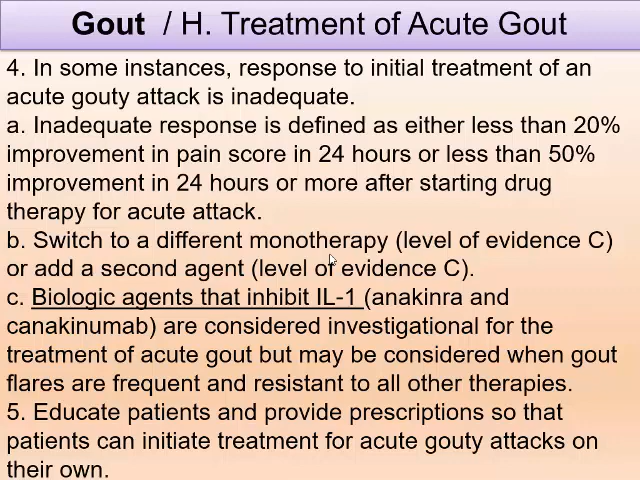 Gout / H. Treatment of Acute Gout
4. In some instances, response to initial treatment of an
acute gouty attack is inadequate.
a. Inadequate response is defined as either less than 20%
improvement in pain score in 24 hours or less than 50%
improvement in 24 hours or more after starting drug
therapy for acute attack.
b. Switch to a different monotherapy (level of evidence C)
or add a second agent (level of evidence C).
c. Biologic agents that inhibit IL-1 (anakinra and
canakinumab) are considered investigational for the
treatment of acute gout but may be considered when gout
flares are frequent and resistant to all other therapies.
5. Educate patients and provide prescriptions so that
patients can initiate treatment for acute gouty attacks on
their own.